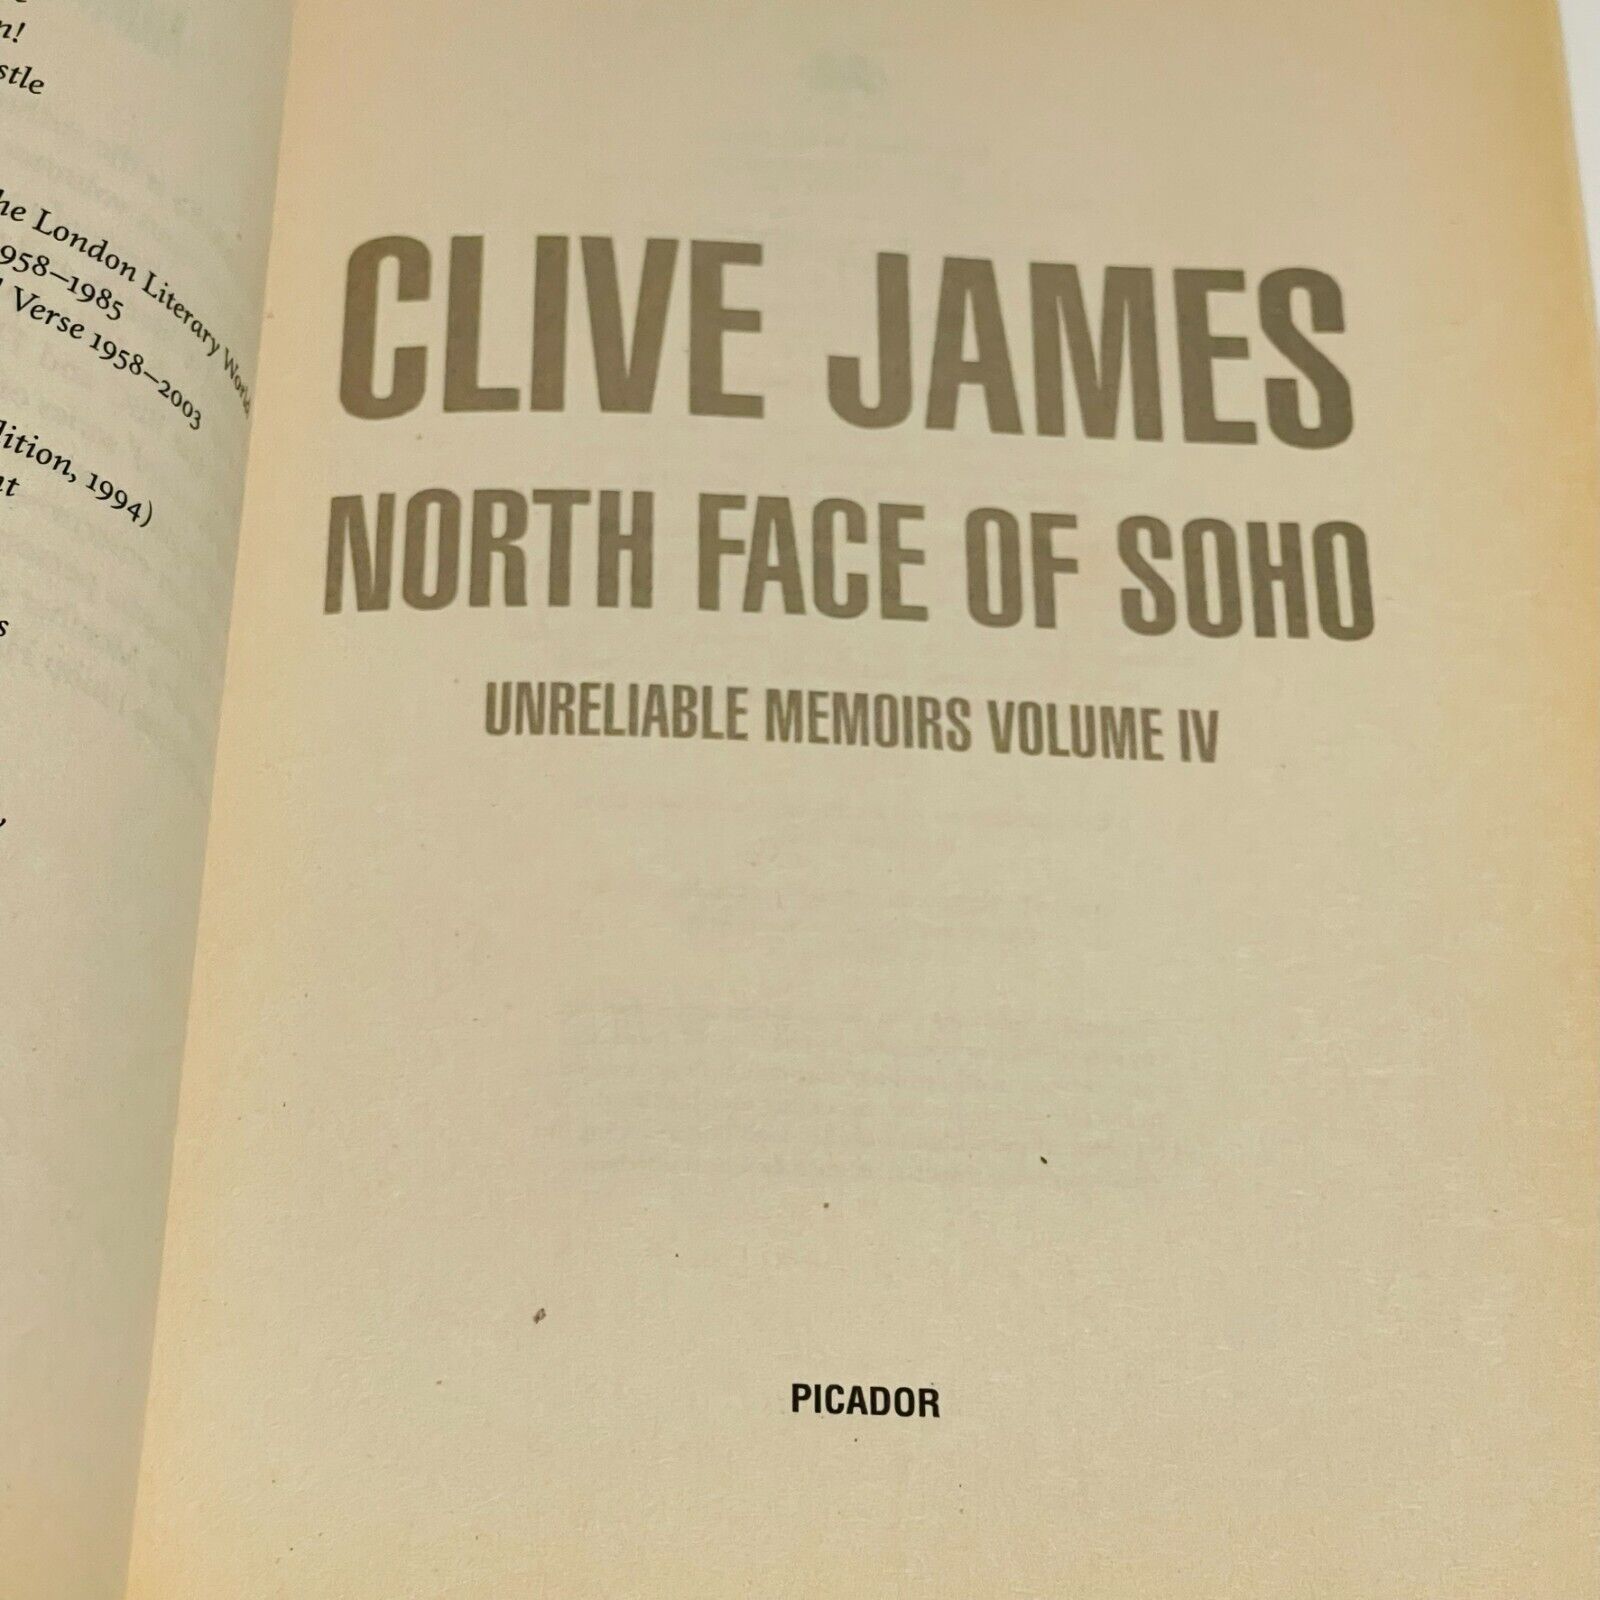 n!
stle
he London Literary World
958–1985
Verse 1958–2003
lition, 1994)
nt
s
CLIVE JAMES
NORTH FACE OF SOHO
UNRELIABLE MEMOIRS VOLUME IV
PICADOR